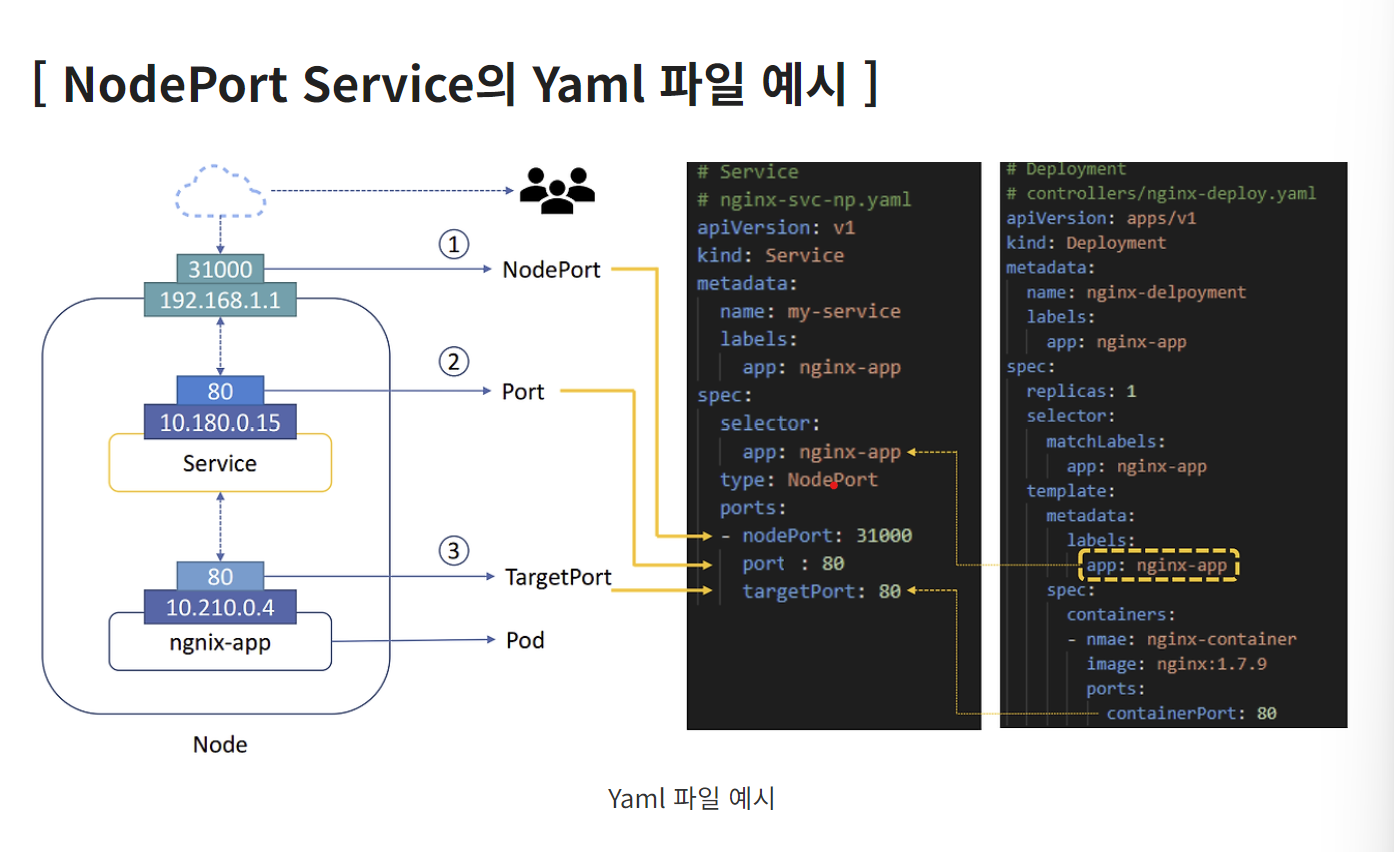 [ NodePort Service의 Yaml 파일 예시 ]
31000
192.168.1.1
80
10.180.0.15
Service
80
10.210.0.4
ngnix-app
Node
①
NodePort
②
Port
③
TargetPort
Pod
# Service
# nginx-svc-np.yaml
apiVersion: v1
kind: Service
metadata:
name: my-service
labels:
app: nginx-app
spec:
selector:
app: nginx-app
type: NodePort
ports:
- nodePort: 31000
port : 80
targetPort: 80
# Deployment
# controllers/nginx-deploy.yaml
apiVersion: apps/v1
kind: Deployment
metadata:
name: nginx-delpoyment
labels:
app: nginx-app
spec:
replicas: 1
selector:
matchLabels:
app: nginx-app
template:
metadata:
labels:
app: nginx-app
spec:
containers:
- nmae: nginx-container
image: nginx:1.7.9
ports:
containerPort: 80
Yaml 파일 예시